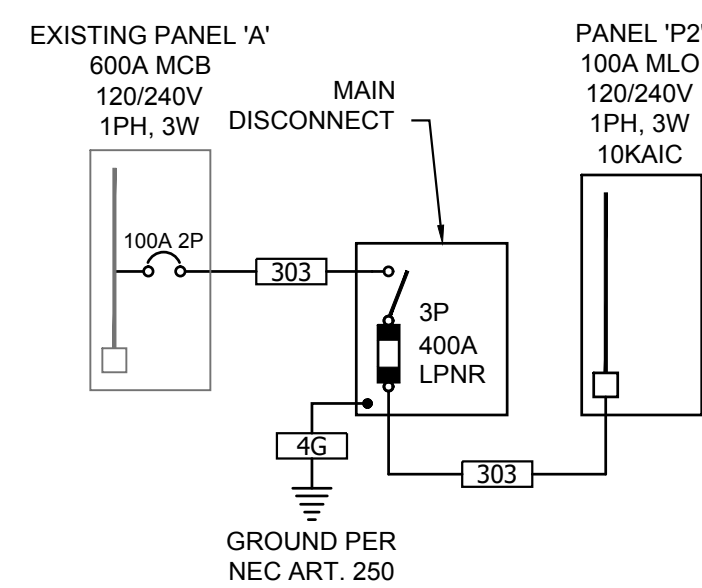 EXISTING PANEL 'A'
600A MCB
120/240V
1PH, 3W
100A 2P
303
MAIN
DISCONNECT
3P
400A
LPNR
4G
GROUND PER
NEC ART. 250
303
PANEL 'P2'
100A MLO
120/240V
1PH, 3W
10KAIC